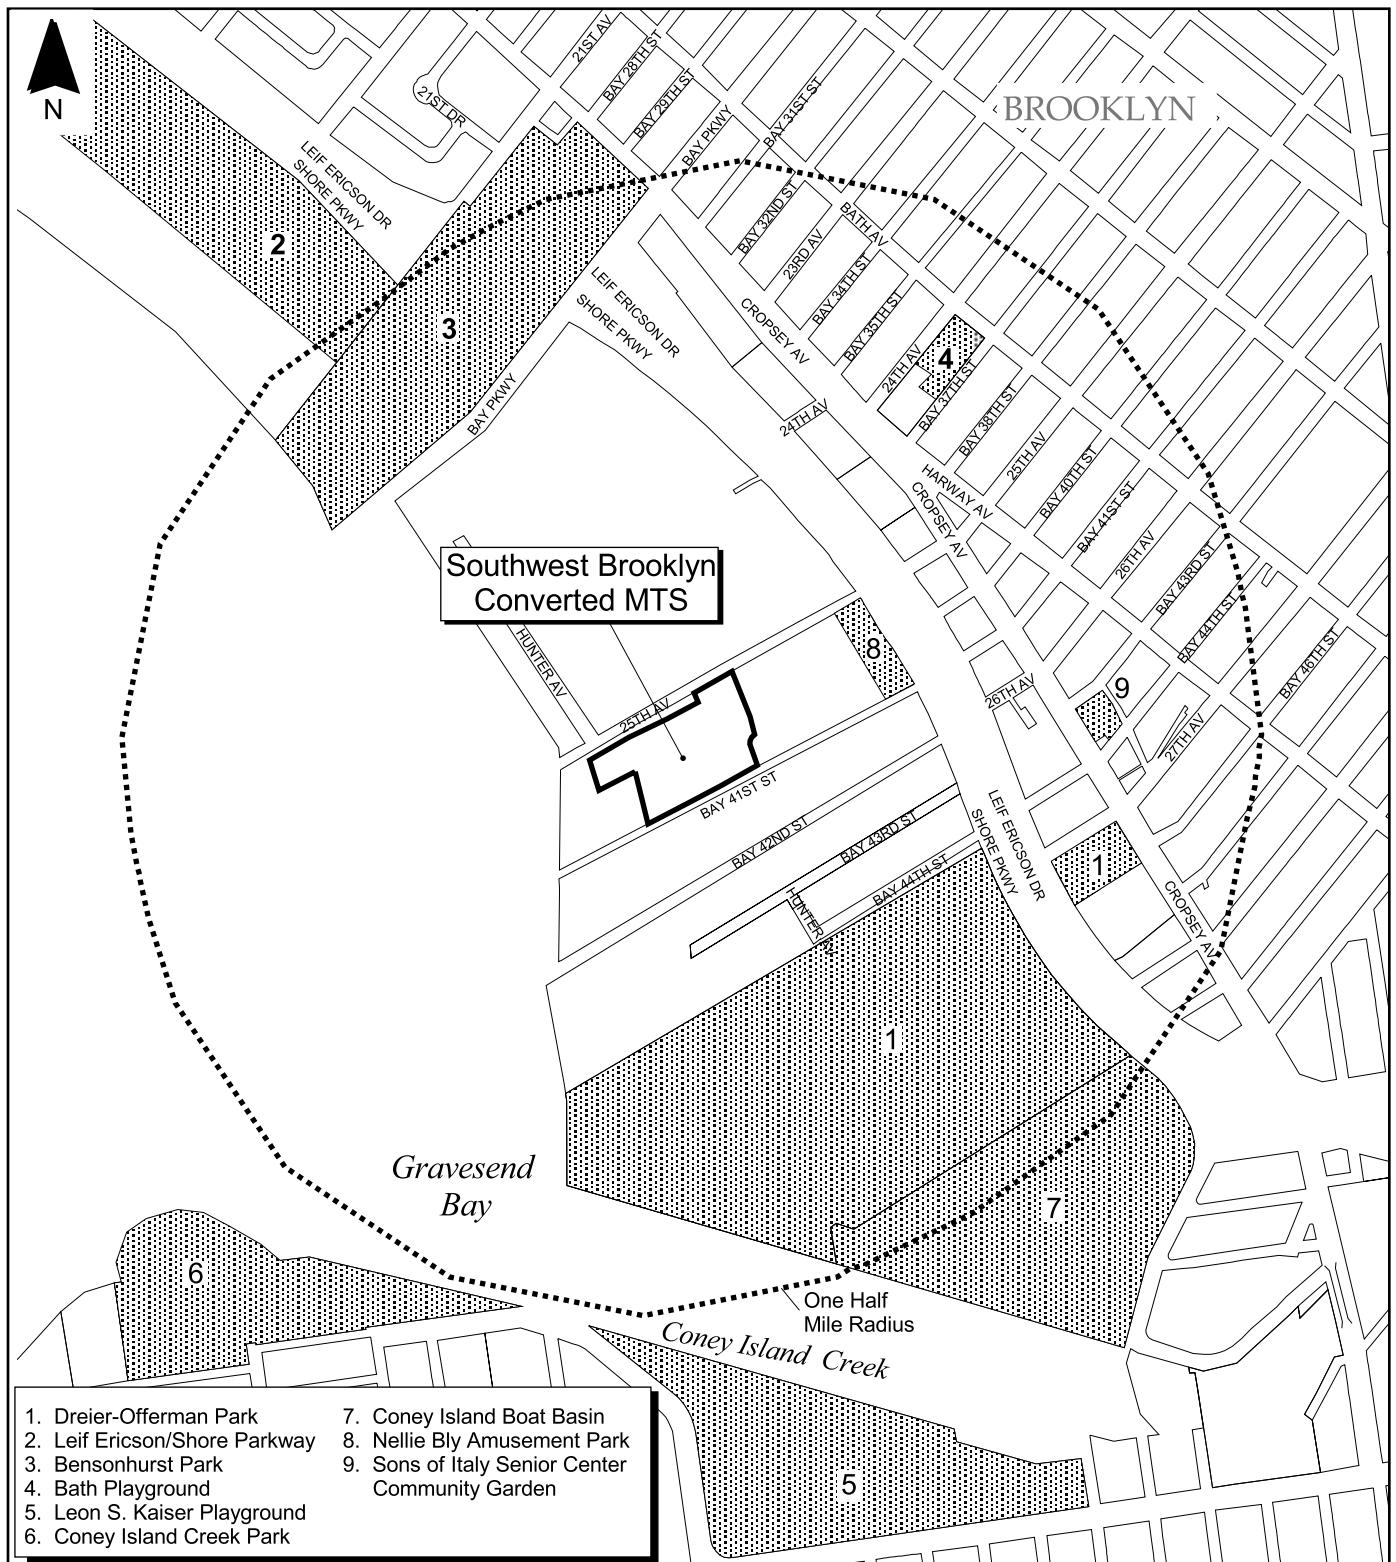 N
BROOKLYN
21ST AV
BAY 28TH ST
BAY 29TH ST
BAY PKWY
BAY 31ST ST
21ST DR
LEIF ERICSON DR
SHORE PKWY
2
3
BAY 32ND ST
23RD AV
BATH AV
BAY 34TH ST
BAY 35TH ST
LEIF ERICSON DR
SHORE PKWY
CROPSEY AV
24TH AV
4
BAY 37TH ST
BAY 38TH ST
25TH AV
BAY 40TH ST
BAY 41ST ST
26TH AV
BAY 43RD ST
BAY 44TH ST
BAY 46TH ST
BAY PKWY
24TH AV
HARWAY AV
CROPSEY AV
Southwest Brooklyn
Converted MTS
HUNTER AV
25TH AV
8
26TH AV
9
27TH AV
BAY 41ST ST
BAY 42ND ST
BAY 43RD ST
BAY 44TH ST
HUNTER AV
LEIF ERICSON DR
SHORE PKWY
1
CROPSEY AV
1
Gravesend
Bay
7
6
One Half
Mile Radius
Coney Island Creek
5
1. Dreier-Offerman Park
2. Leif Ericson/Shore Parkway
3. Bensonhurst Park
4. Bath Playground
5. Leon S. Kaiser Playground
6. Coney Island Creek Park
7. Coney Island Boat Basin
8. Nellie Bly Amusement Park
9. Sons of Italy Senior Center
Community Garden